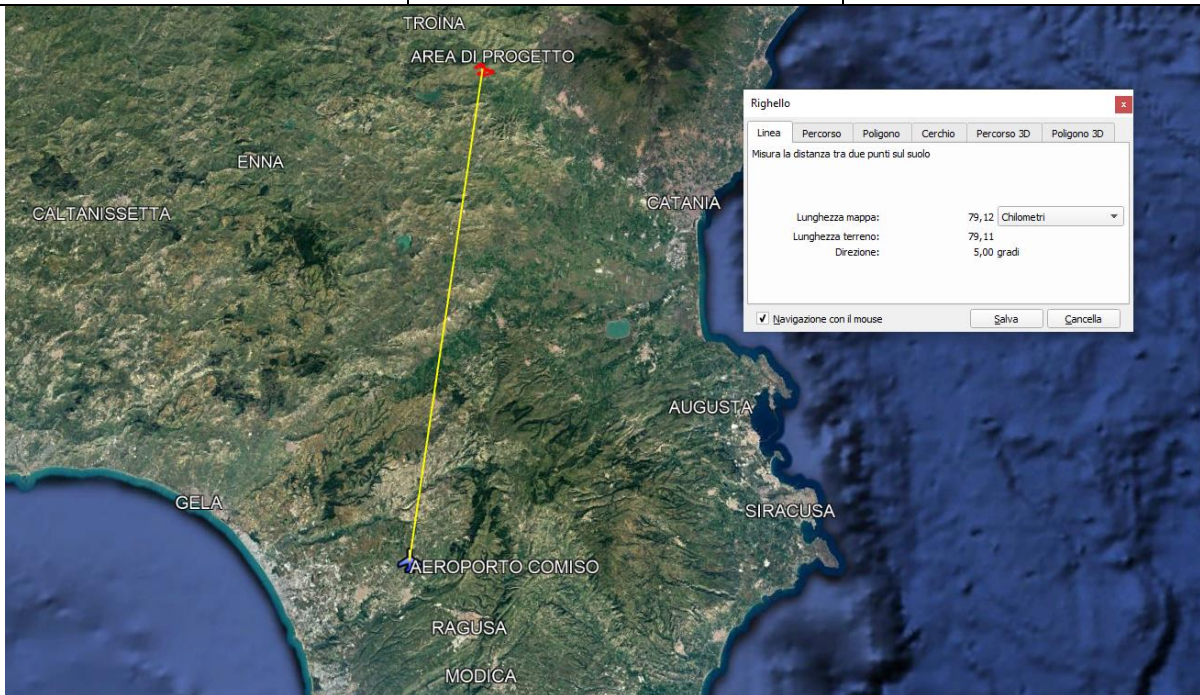 TROINA
AREA DI PROGETTO
ENNA
CALTANISSETTA
CATANIA
AUGUSTA
GELA
SIRACUSA
AEROPORTO COMISO
RAGUSA
MODICA
Righello
x
Linea Percorso Poligono Cerchio Percorso 3D Poligono 3D
Misura la distanza tra due punti sul suolo
Lunghezza mappa: 79,12 Chilometri
Lunghezza terreno: 79,11
Direzione: 5,00 gradi
Navigazione con il mouse Salva Cancella